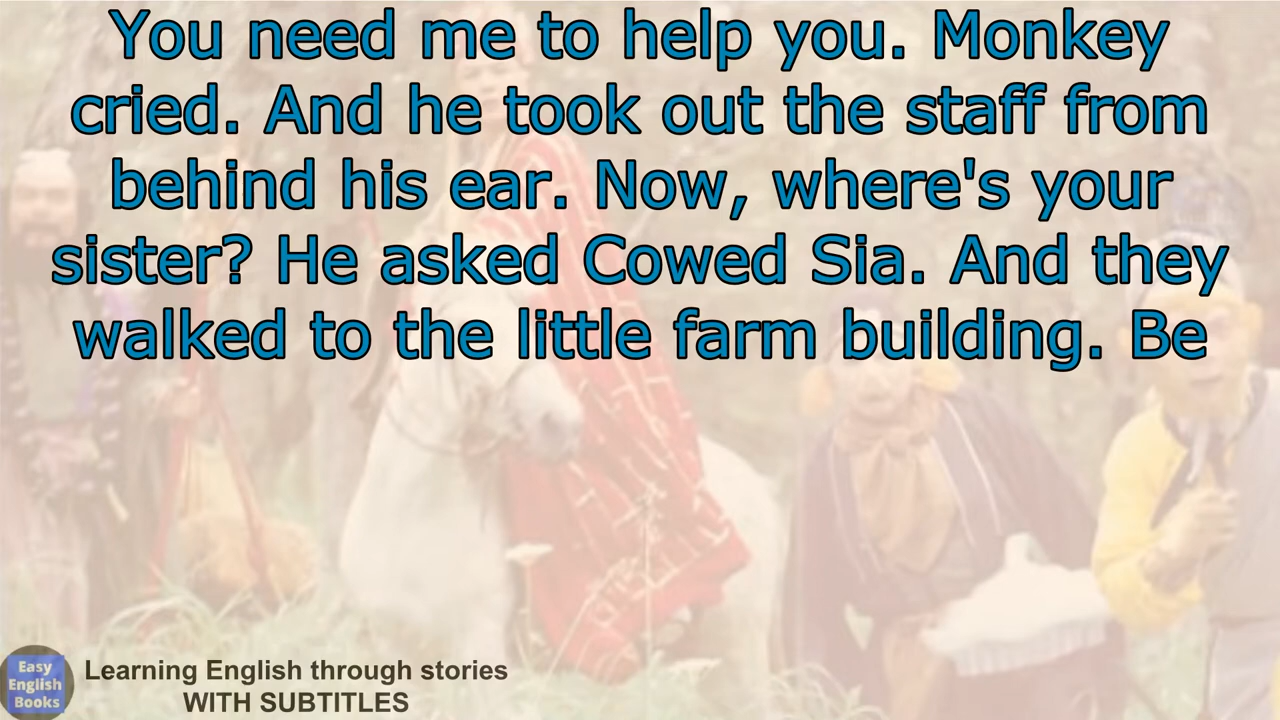 You need me to help you. Monkey
cried. And he took out the staff from
behind his ear. Now, where's your
sister? He asked Cowed Sia. And they
walked to the little farm building. Be
Easy
English
Books
Learning English through stories
WITH SUBTITLES